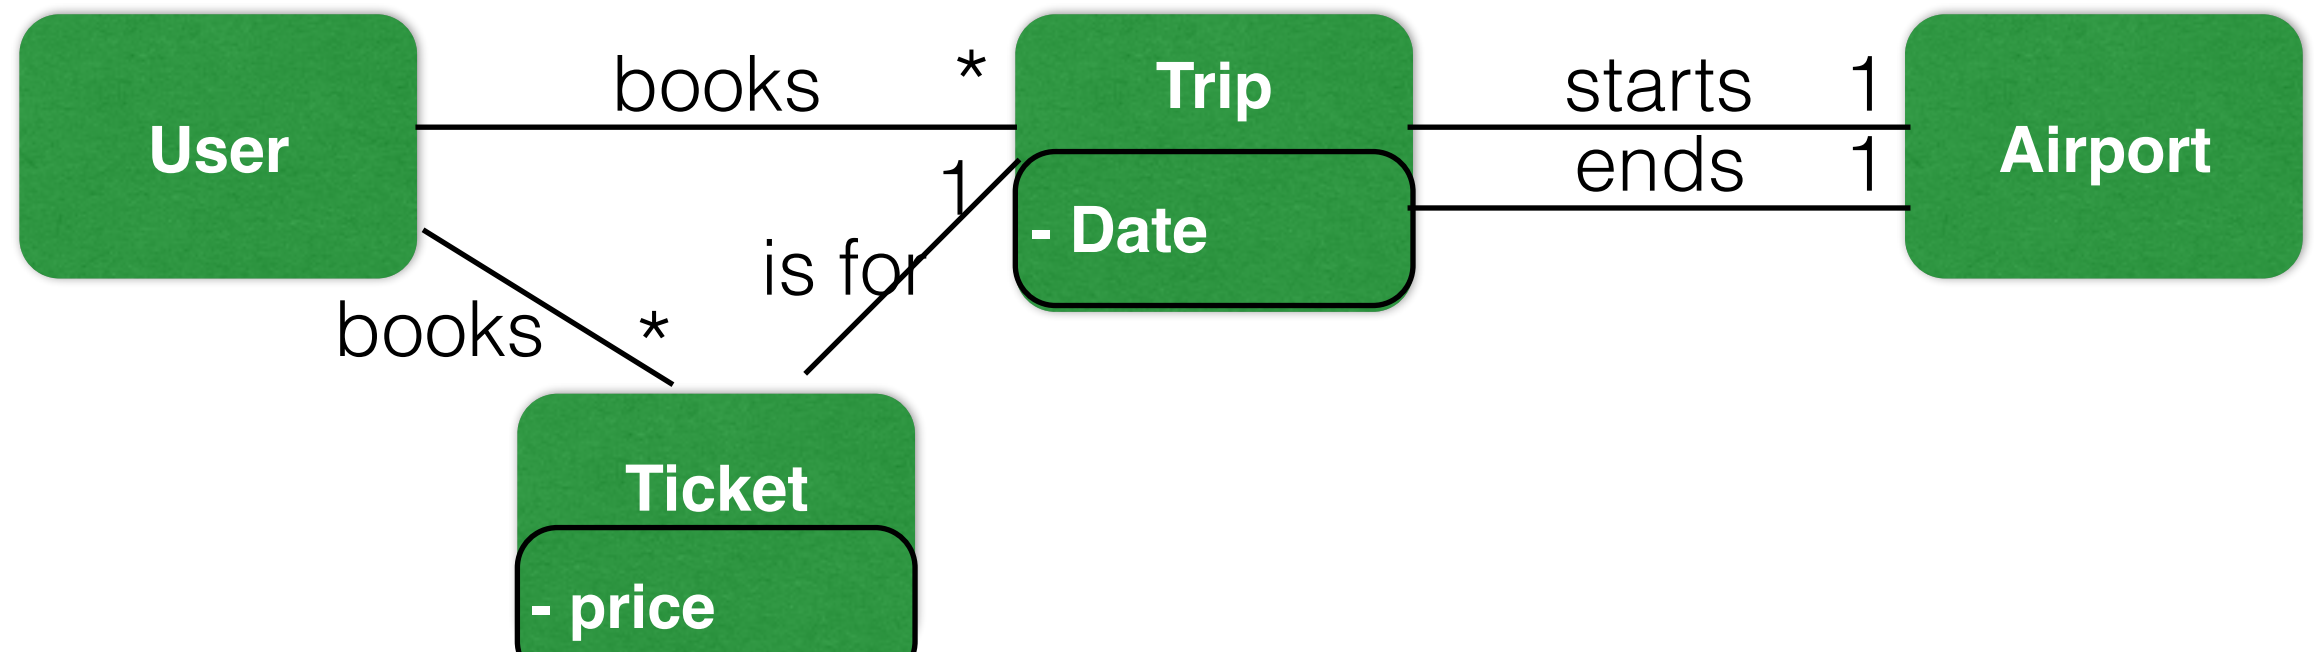 User
books *
Trip
- Date
starts 1
ends 1
Airport
1
is for
books *
Ticket
- price